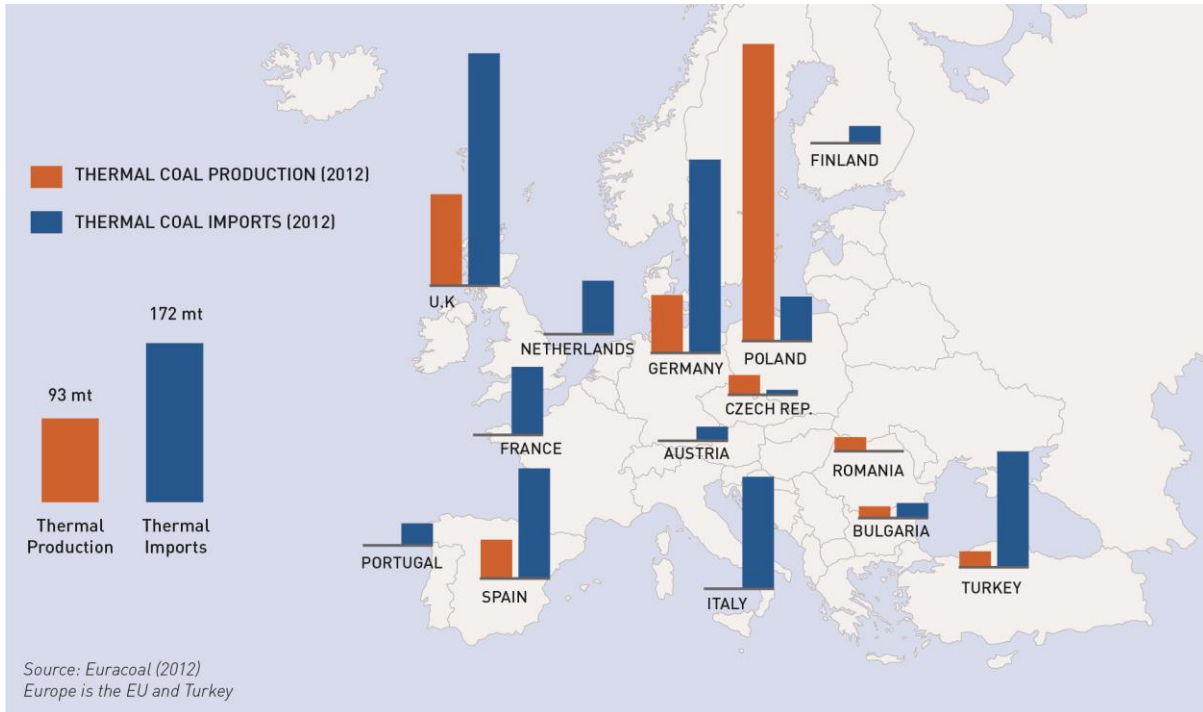 THERMAL COAL PRODUCTION (2012)
THERMAL COAL IMPORTS (2012)
172 mt
93 mt
Thermal
Production
Thermal
Imports
FINLAND
U.K
NETHERLANDS
GERMANY
POLAND
CZECH REP.
FRANCE
AUSTRIA
ROMANIA
BULGARIA
PORTUGAL
SPAIN
ITALY
TURKEY
Source: Euracoal (2012)
Europe is the EU and Turkey